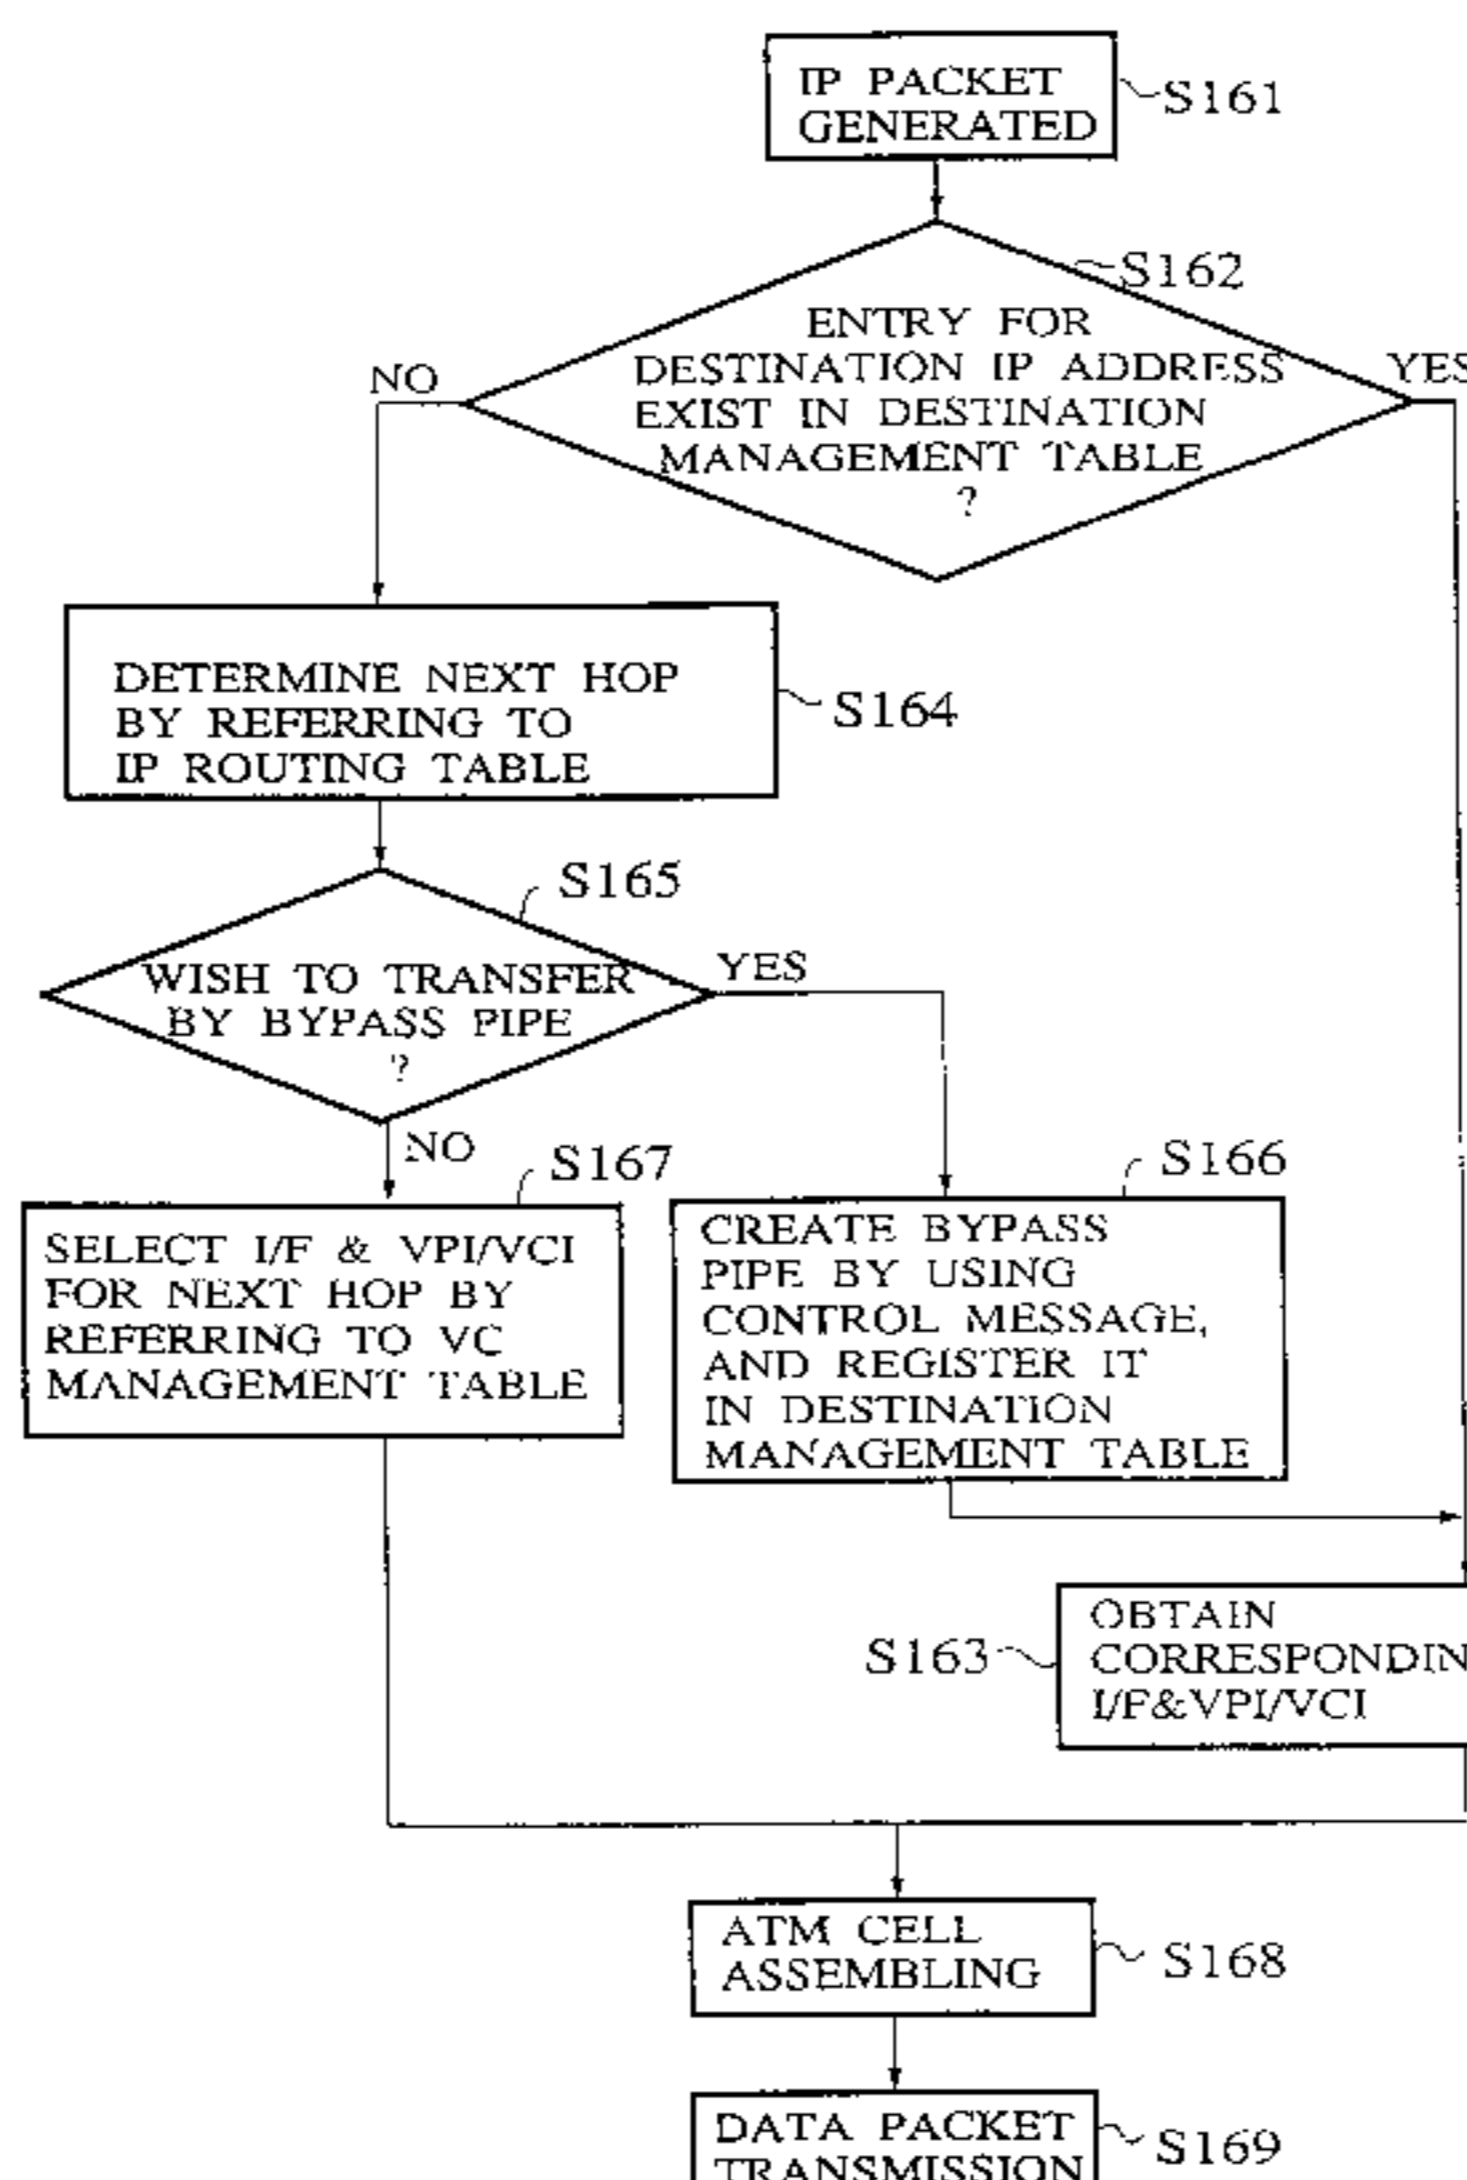 IP PACKET
GENERATED
S161
S162
ENTRY FOR
DESTINATION IP ADDRESS
EXIST IN DESTINATION
MANAGEMENT TABLE
?
NO
YES
DETERMINE NEXT HOP
BY REFERRING TO
IP ROUTING TABLE
S164
S165
WISH TO TRANSFER
BY BYPASS PIPE
?
YES
NO
S167
SELECT I/F & VPI/VCI
FOR NEXT HOP BY
REFERRING TO VC
MANAGEMENT TABLE
S166
CREATE BYPASS
PIPE BY USING
CONTROL MESSAGE,
AND REGISTER IT
IN DESTINATION
MANAGEMENT TABLE
S163
OBTAIN
CORRESPONDIN
I/F&VPI/VCI
ATM CELL
ASSEMBLING
S168
DATA PACKET
TRANSMISSION
S169